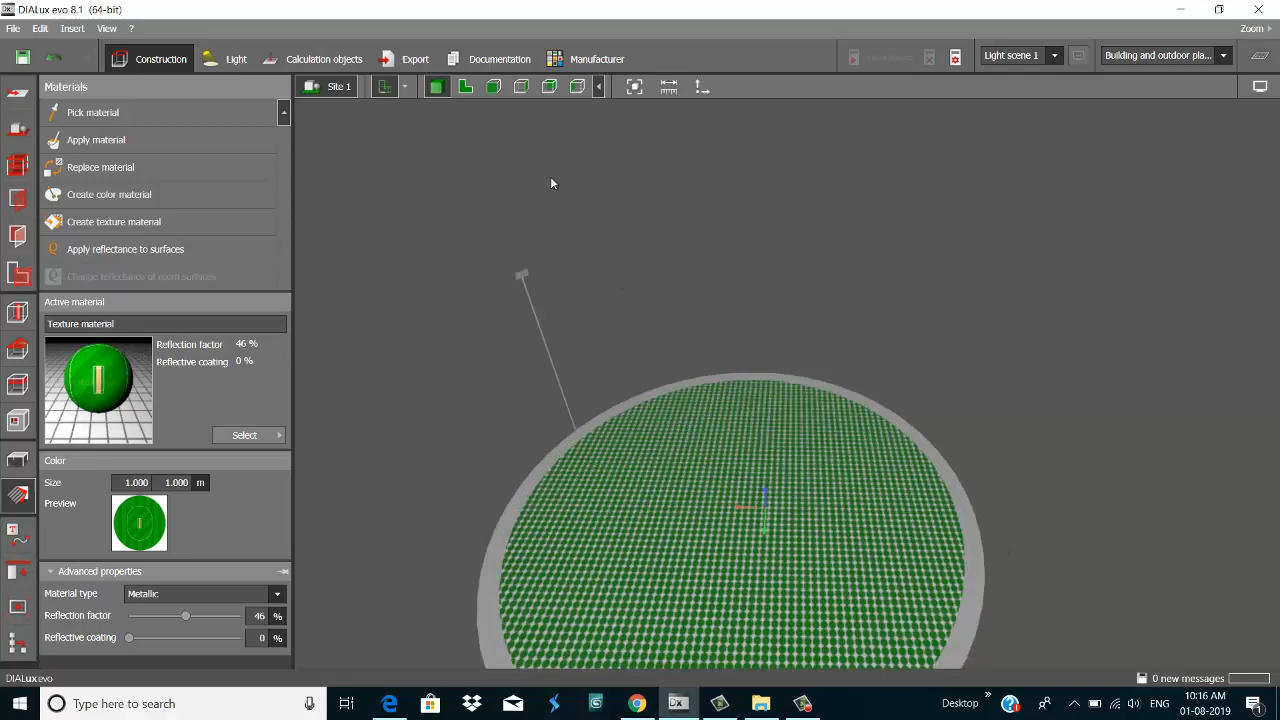 DIALux evo 8.1 (64-bit)
File Edit Insert View ?
Zoom
Construction Light Calculation objects Export Documentation Manufacturer
Light scene 1 Building and outdoor pla...
Materials
Site 1
Pick material
Apply material
Replace material
Create color material
Create texture material
Apply reflectance to surfaces
Change reflectance of room surfaces
Active material
Texture material
Reflection factor 46 %
Reflective coating 0 %
Select
Color
Size 1.000 1.000 m
Preview
Advanced properties
Material type Metallic
Reflection factor 46 %
Reflective coating 0 %
DIALux evo
0 new messages
Type here to search
Desktop
ENG
10:16 AM
01-08-2019